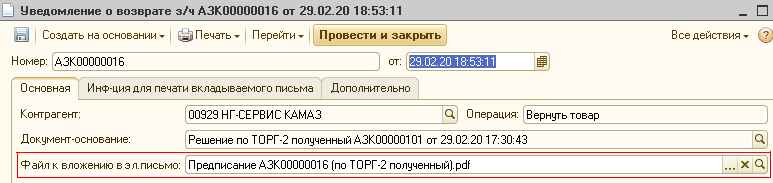 Уведомление о возврате з/ч АЗК00000016 от 29.02.20 18:53:11
Создать на основании Печать Перейти Провести и закрыть Все действия ?
Номер: АЗК00000016 от: 29.02.20 18:53:11
Основная Инф-ция для печати вкладываемого письма Дополнительно
Контрагент: 00929 НГ-СЕРВИС КАМАЗ Операция: Вернуть товар
Документ-основание: Решение по ТОРГ-2 полученный АЗК00000101 от 29.02.20 17:30:43
Файл к вложению в эл.письмо: Предписание АЗК00000016 (по ТОРГ-2 полученный).pdf ...